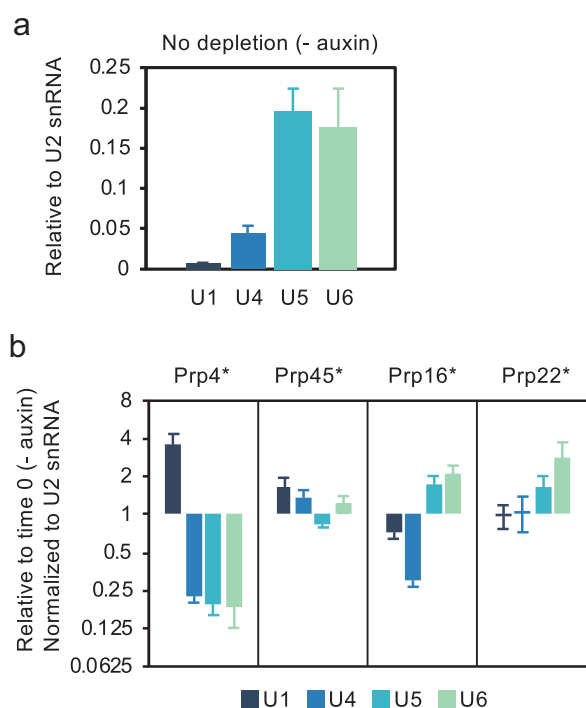 a
No depletion (- auxin)
Relative to U2 snRNA
0.25
0.2
0.15
0.1
0.05
0
U1 U4 U5 U6
b
Prp4* Prp45* Prp16* Prp22*
Relative to time 0 (- auxin)
Normalized to U2 snRNA
8
4
2
1
0.5
0.25
0.125
0.0625
U1 U4 U5 U6